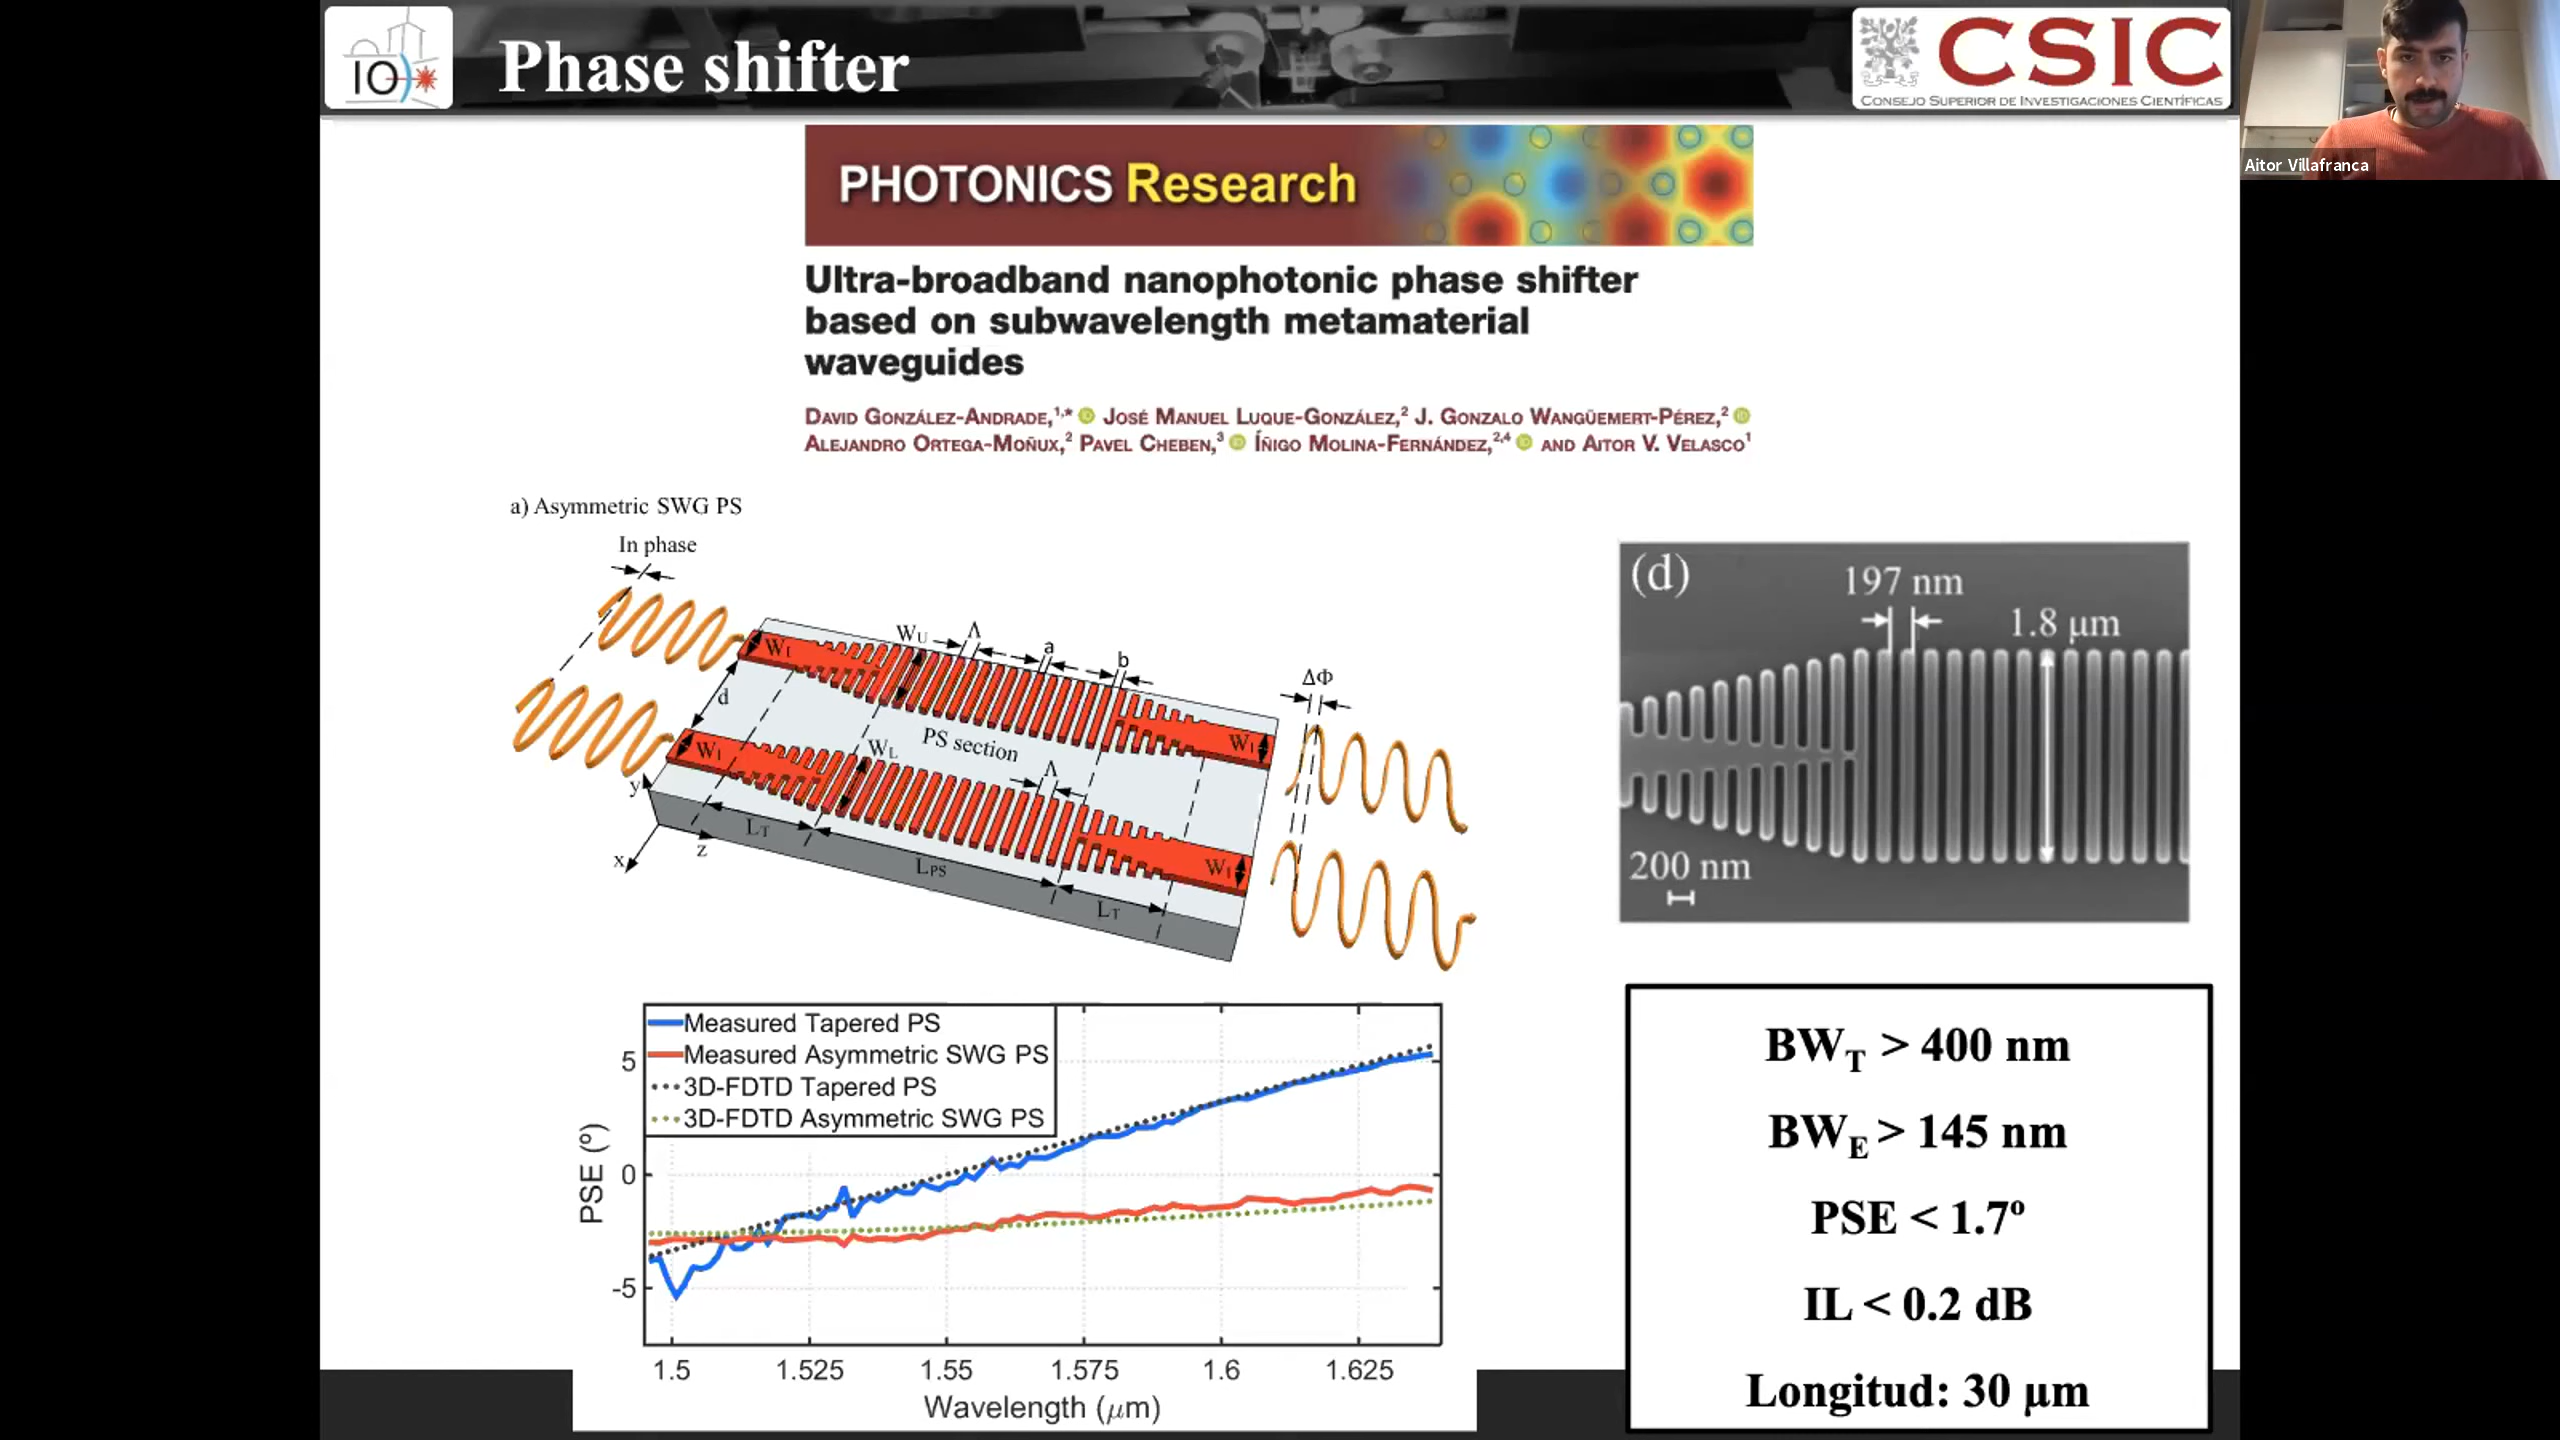 IO
Phase shifter
CSIC
CONSEJO SUPERIOR DE INVESTIGACIONES CIENTÍFICAS
Aitor Villafranca
PHOTONICS Research
Ultra-broadband nanophotonic phase shifter
based on subwavelength metamaterial
waveguides
DAVID GONZÁLEZ-ANDRADE,1,* JOSÉ MANUEL LUQUE-GONZÁLEZ,2 J. GONZALO WANGÜEMERT-PÉREZ,2
ALEJANDRO ORTEGA-MOÑUX,2 PAVEL CHEBEN,3 ÍÑIGO MOLINA-FERNÁNDEZ,2,4 AND AITOR V. VELASCO1
a) Asymmetric SWG PS
In phase
WI
WU
Λ
a
b
d
WI
WL
PS section
Λ
WI
WI
ΔΦ
y
x
z
LT
LPS
LT
(d)
197 nm
1.8 μm
200 nm
Measured Tapered PS
Measured Asymmetric SWG PS
3D-FDTD Tapered PS
3D-FDTD Asymmetric SWG PS
5
0
-5
PSE (º)
1.5 1.525 1.55 1.575 1.6 1.625
Wavelength (μm)
BWT > 400 nm
BWE > 145 nm
PSE < 1.7º
IL < 0.2 dB
Longitud: 30 μm